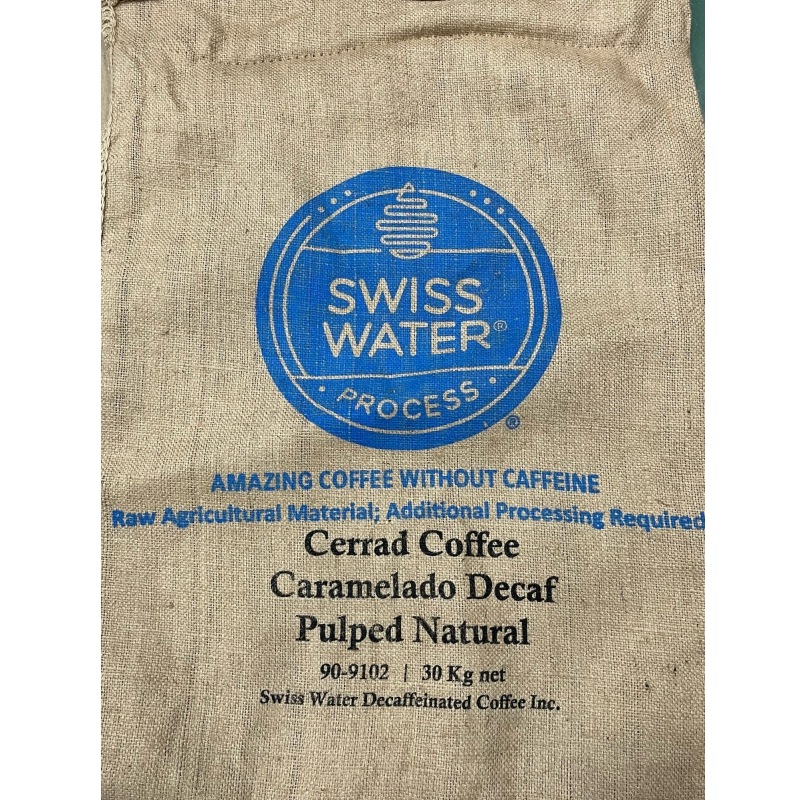 SWISS
WATER®
• PROCESS •
®
AMAZING COFFEE WITHOUT CAFFEINE
Raw Agricultural Material; Additional Processing Required
Cerrad Coffee
Caramelado Decaf
Pulped Natural
90-9102 | 30 Kg net
Swiss Water Decaffeinated Coffee Inc.